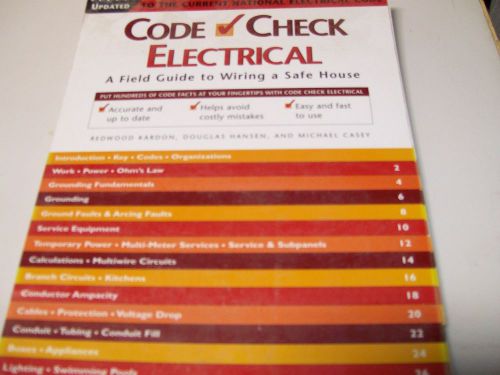 UPDATED
TO THE CURRENT NATIONAL ELECTRICAL CODE
CODE CHECK
ELECTRICAL
A Field Guide to Wiring a Safe House
PUT HUNDREDS OF CODE FACTS AT YOUR FINGERTIPS WITH CODE CHECK ELECTRICAL
Accurate and up to date
Helps avoid costly mistakes
Easy and fast to use
REDWOOD KARDON, DOUGLAS HANSEN, AND MICHAEL CASEY
Introduction • Key • Codes • Organizations
Work • Power • Ohm's Law 2
Grounding Fundamentals 4
Grounding 6
Ground Faults & Arcing Faults 8
Service Equipment 10
Temporary Power • Multi-Meter Services • Service & Subpanels 12
Calculations • Multiwire Circuits 14
Branch Circuits • Kitchens 16
Conductor Ampacity 18
Cables • Protection • Voltage Drop 20
Conduit • Tubing • Conduit Fill 22
Boxes • Appliances 24
Lighting • Swimming Pools 26